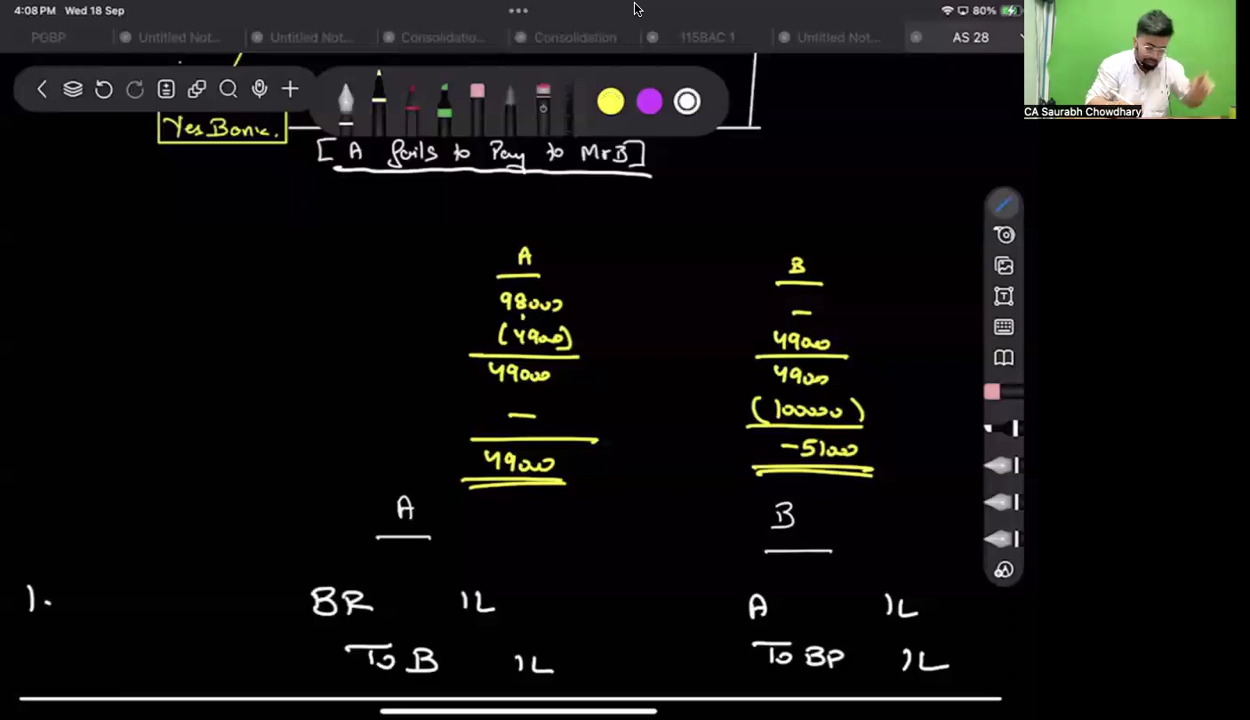 4:08 PM Wed 18 Sep
80%
PGBP Untitled Not... Untitled Not... Consolidatio... Consolidation 115BAC 1 Untitled Not... AS 28
CA Saurabh Chowdhary
Yes Bank.
[A fails to Pay to Mr B]
A B
98000 -
(49000) 49000
49000 49000
- (100000)
49000 -51000
A B
1. BR 1L A 1L
To B 1L To BP 1L